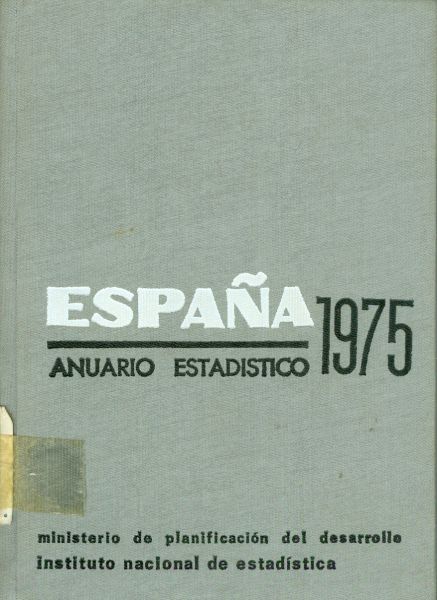 ESPAÑA
1975
ANUARIO ESTADISTICO
ministerio de planificación del desarrollo
instituto nacional de estadística